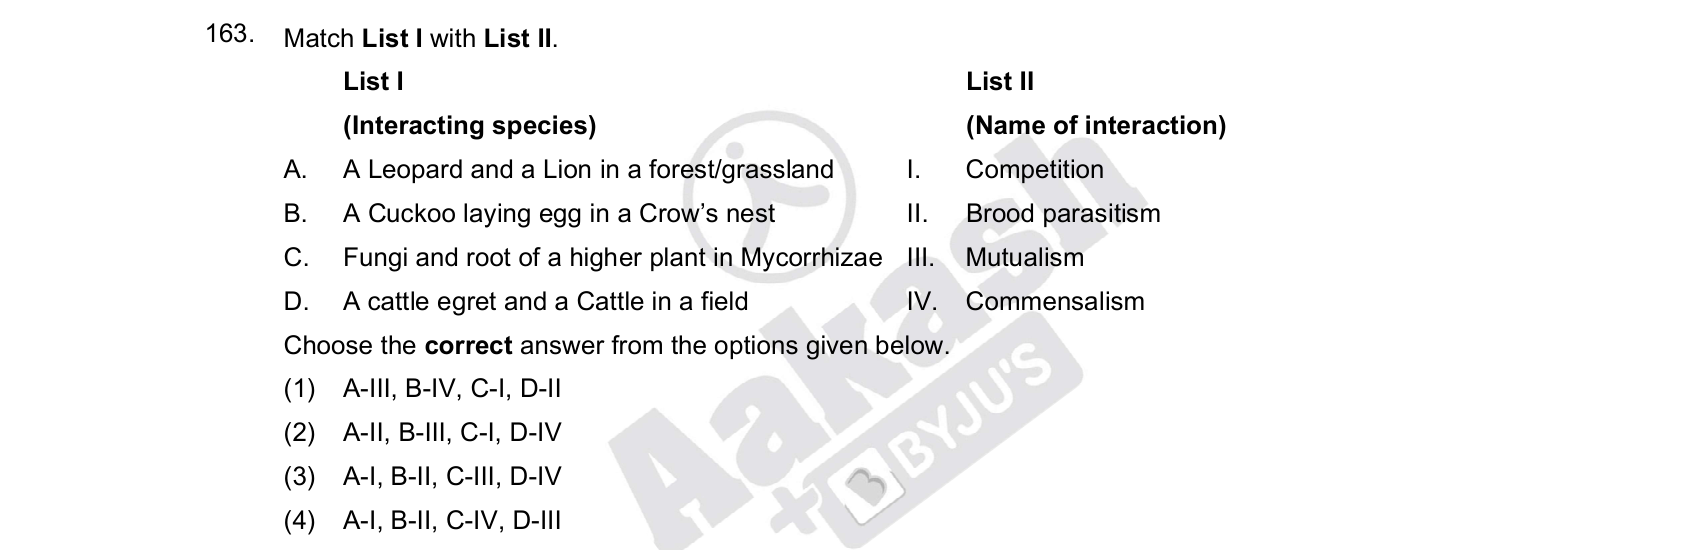 163. Match List I with List II.
List I List II
(Interacting species) (Name of interaction)
A. A Leopard and a Lion in a forest/grassland I. Competition
B. A Cuckoo laying egg in a Crow’s nest II. Brood parasitism
C. Fungi and root of a higher plant in Mycorrhizae III. Mutualism
D. A cattle egret and a Cattle in a field IV. Commensalism
Choose the correct answer from the options given below.
(1) A-III, B-IV, C-I, D-II
(2) A-II, B-III, C-I, D-IV
(3) A-I, B-II, C-III, D-IV
(4) A-I, B-II, C-IV, D-III
Aakash
+ B BYJU'S